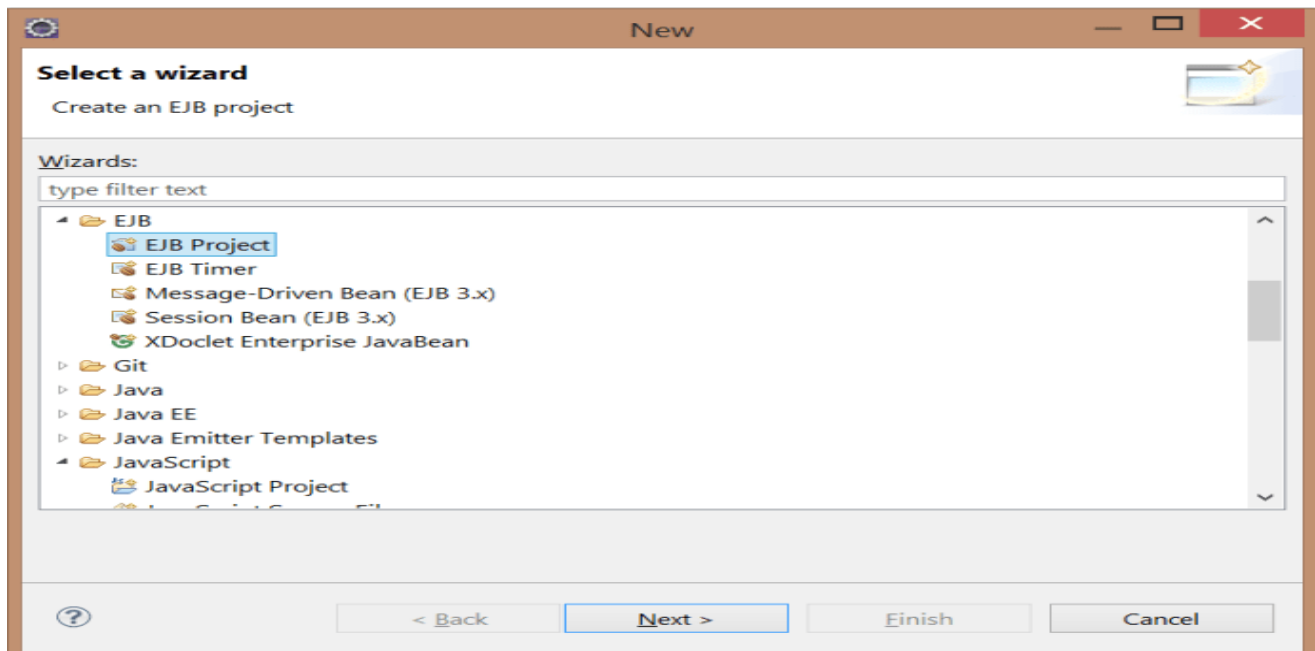 New
Select a wizard
Create an EJB project
Wizards:
type filter text
EJB
EJB Project
EJB Timer
Message-Driven Bean (EJB 3.x)
Session Bean (EJB 3.x)
XDoclet Enterprise JavaBean
Git
Java
Java EE
Java Emitter Templates
JavaScript
JavaScript Project
< Back Next > Finish Cancel